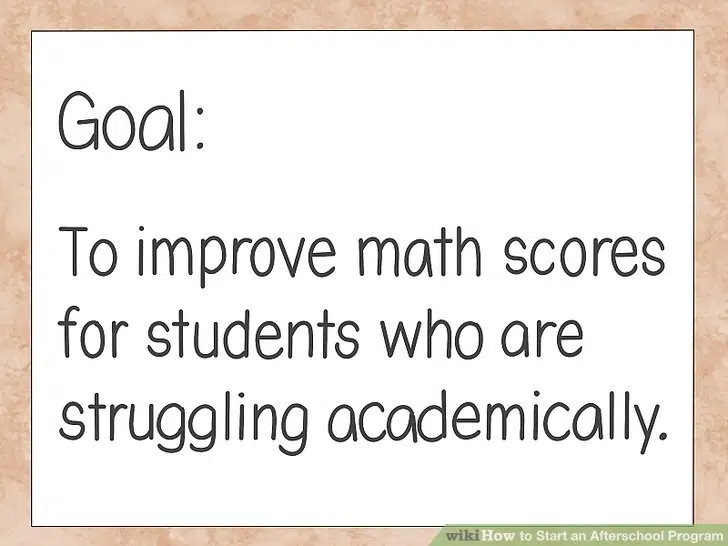 Goal:
To improve math scores
for students who are
struggling academically.
wikiHow to Start an Afterschool Program